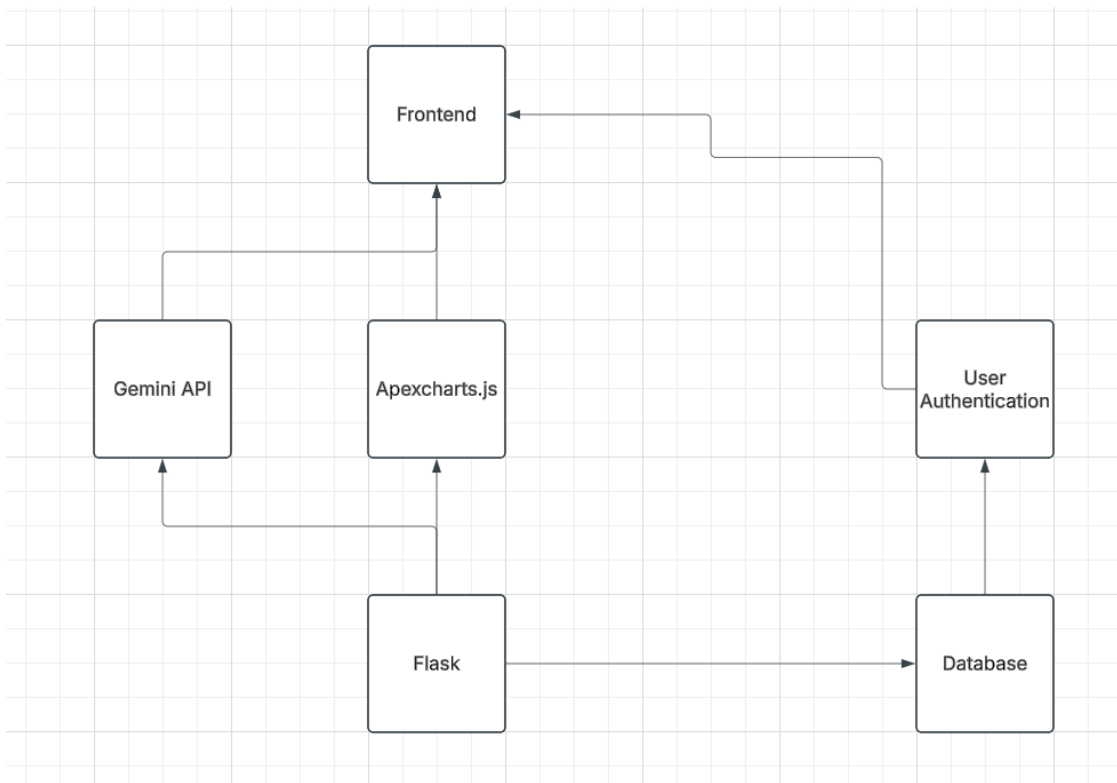 Frontend
Gemini API
Apexcharts.js
User
Authentication
Flask
Database